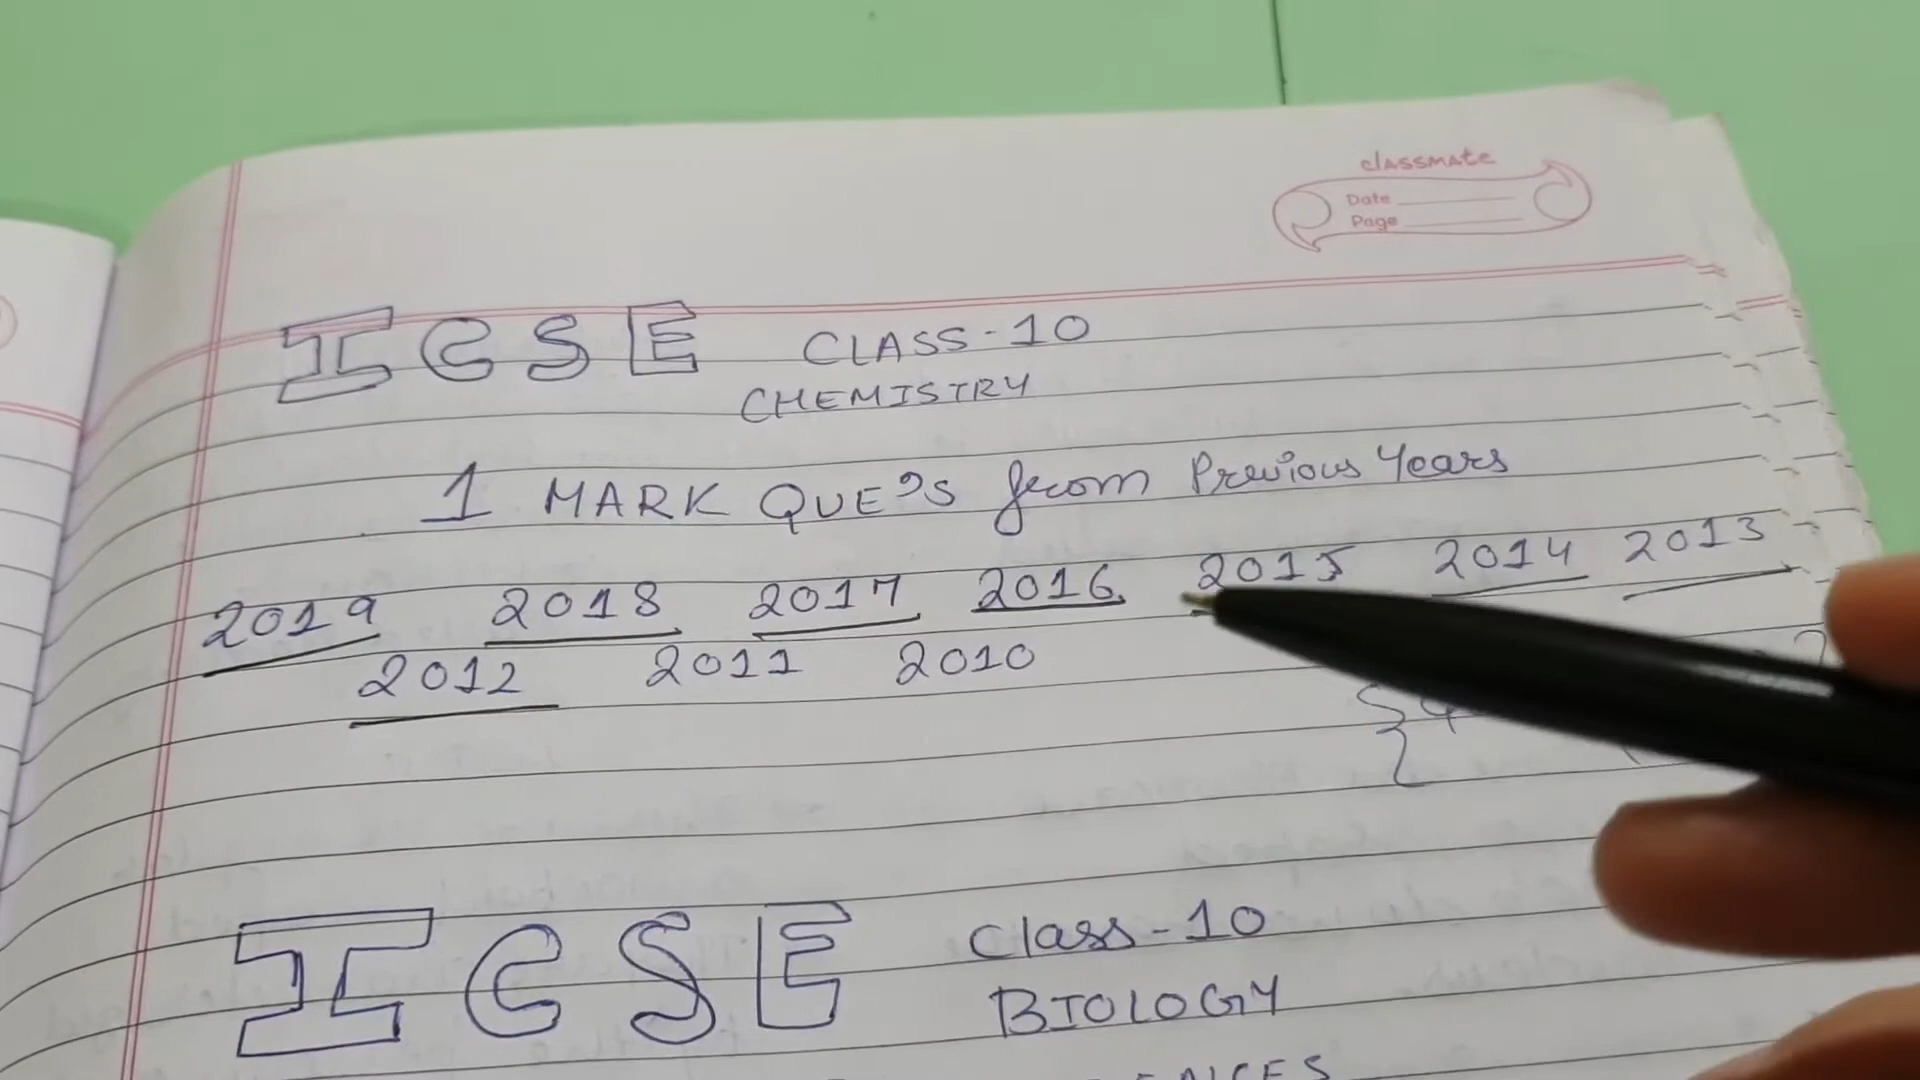 classmate
Date
Page
ICSE CLASS-10
CHEMISTRY
1 MARK QUE'S from Previous Years
2019 2018 2017 2016 2015 2014 2013
2012 2011 2010
ICSE Class-10
BIOLOGY